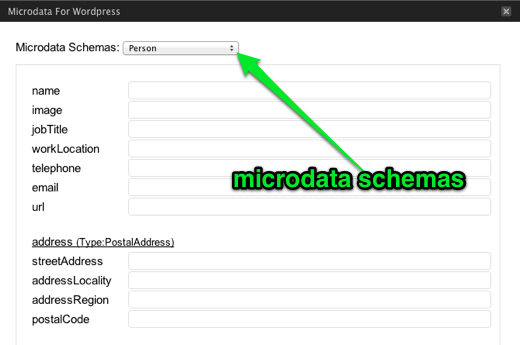 Microdata For Wordpress
Microdata Schemas: Person
name
image
jobTitle
workLocation
telephone
microdata schemas
email
url
address (Type:PostalAddress)
streetAddress
addressLocality
addressRegion
postalCode